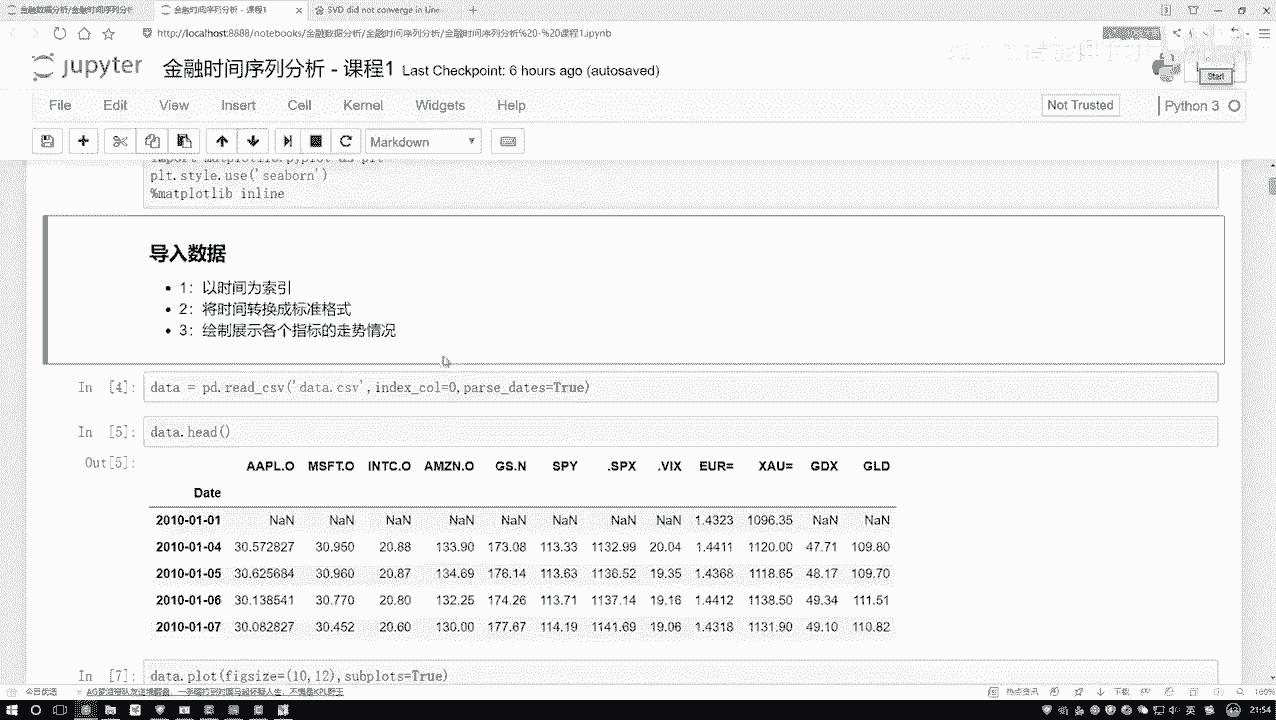 金融数据分析/金融时间序列分析
金融时间序列分析 - 课程1
SVD did not converge in Line
http://localhost:8888/notebooks/金融数据分析/金融时间序列分析/金融时间序列分析%20-%20课程1.ipynb
jupyter 金融时间序列分析 - 课程1 Last Checkpoint: 6 hours ago (autosaved)
Start
File Edit View Insert Cell Kernel Widgets Help
Not Trusted Python 3
Markdown
import matplotlib.pyplot as plt
plt.style.use('seaborn')
%matplotlib inline
导入数据
1：以时间为索引
2：将时间转换成标准格式
3：绘制展示各个指标的走势情况
In [4]: data = pd.read_csv('data.csv',index_col=0,parse_dates=True)
In [5]: data.head()
Out[5]:
AAPL.O MSFT.O INTC.O AMZN.O GS.N SPY .SPX .VIX EUR= XAU= GDX GLD
Date
2010-01-01 NaN NaN NaN NaN NaN NaN NaN NaN 1.4323 1096.35 NaN NaN
2010-01-04 30.572827 30.950 20.88 133.90 173.08 113.33 1132.99 20.04 1.4411 1120.00 47.71 109.80
2010-01-05 30.625684 30.960 20.87 134.69 176.14 113.63 1136.52 19.35 1.4368 1118.65 48.17 109.70
2010-01-06 30.138541 30.770 20.80 132.25 174.26 113.71 1137.14 19.16 1.4412 1138.50 49.34 111.51
2010-01-07 30.082827 30.452 20.60 130.00 177.67 114.19 1141.69 19.06 1.4318 1131.90 49.10 110.82
In [7]: data.plot(figsize=(10,12),subplots=True)
今日优选
热点资讯
下载
160%
英
21:54